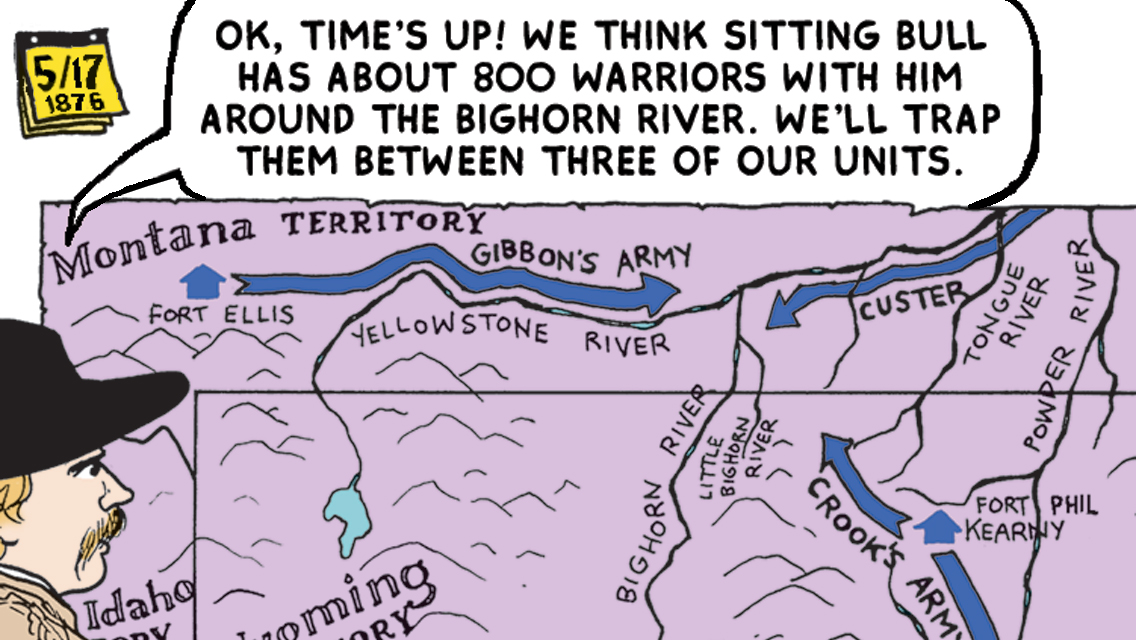 5/17
1876
OK, TIME'S UP! WE THINK SITTING BULL
HAS ABOUT 800 WARRIORS WITH HIM
AROUND THE BIGHORN RIVER. WE'LL TRAP
THEM BETWEEN THREE OF OUR UNITS.
Montana TERRITORY
GIBBON'S ARMY
FORT ELLIS
YELLOWSTONE RIVER
CUSTER
TONGUE
RIVER
POWDER RIVER
BIGHORN RIVER
LITTLE
BIGHORN
RIVER
CROOK'S ARMY
FORT PHIL
KEARNY
Idaho